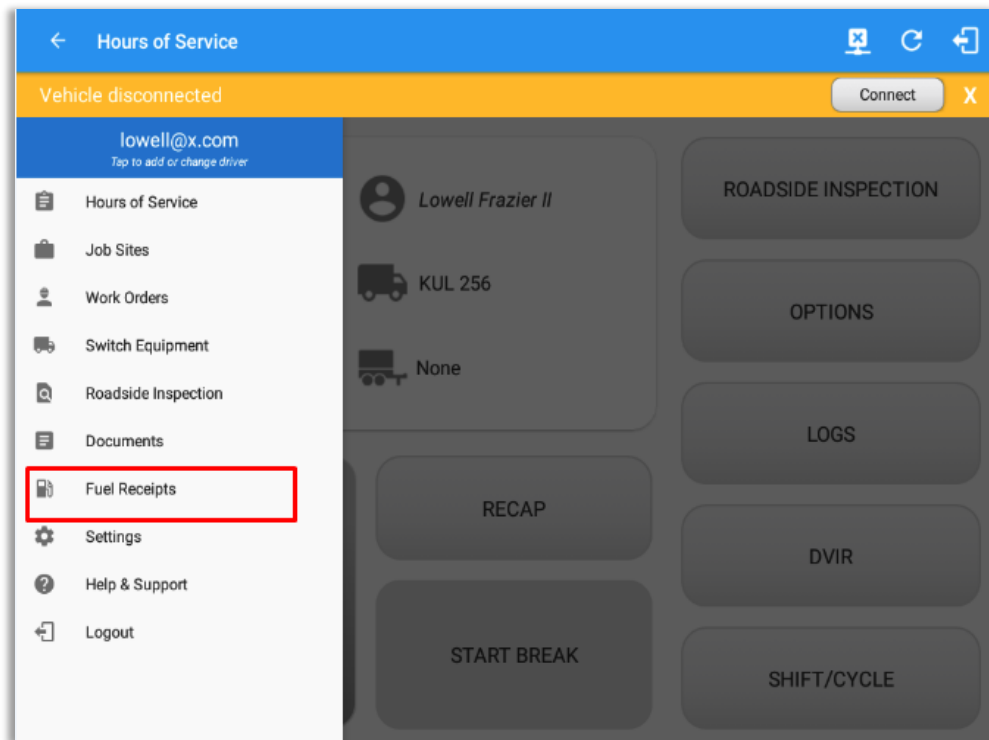 Hours of Service
Vehicle disconnected
Connect
X
lowell@x.com
Tap to add or change driver
Hours of Service
Job Sites
Work Orders
Switch Equipment
Roadside Inspection
Documents
Fuel Receipts
Settings
Help & Support
Logout
Lowell Frazier II
KUL 256
None
RECAP
START BREAK
ROADSIDE INSPECTION
OPTIONS
LOGS
DVIR
SHIFT/CYCLE